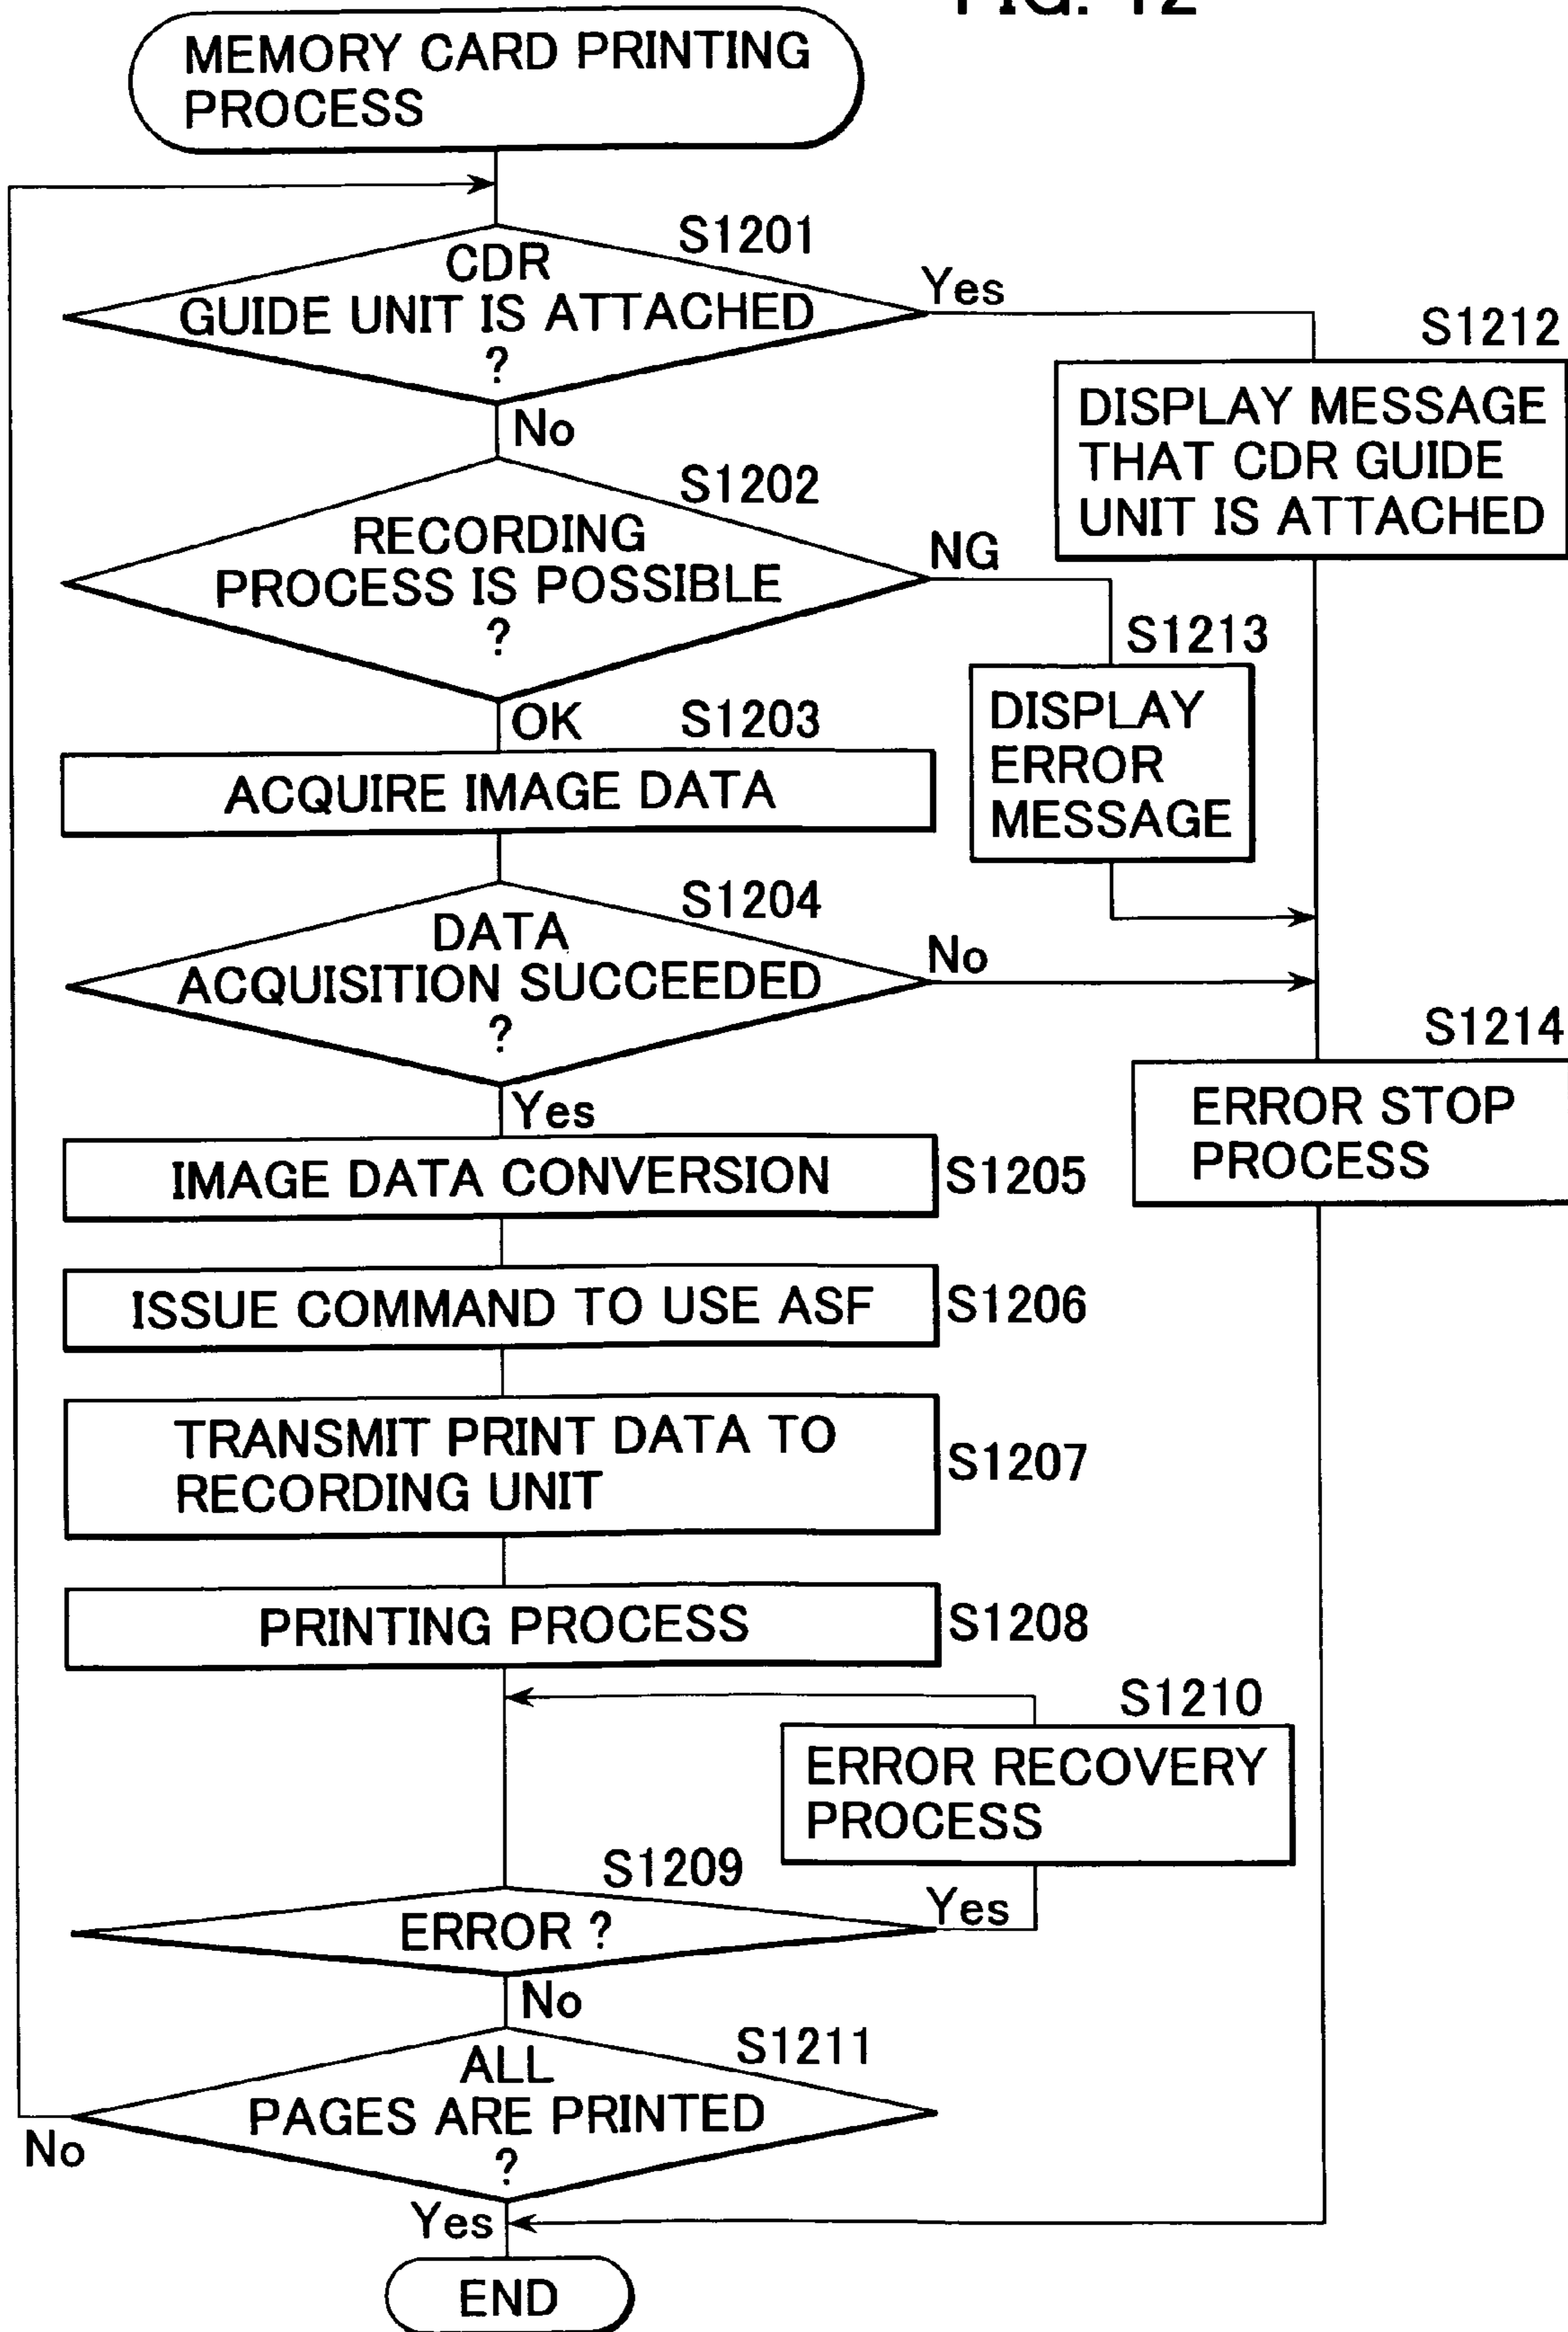 FIG. 12
MEMORY CARD PRINTING
PROCESS
S1201
CDR
GUIDE UNIT IS ATTACHED
?
Yes
No
S1212
DISPLAY MESSAGE
THAT CDR GUIDE
UNIT IS ATTACHED
S1202
RECORDING
PROCESS IS POSSIBLE
?
NG
OK
S1213
DISPLAY
ERROR
MESSAGE
S1203
ACQUIRE IMAGE DATA
S1204
DATA
ACQUISITION SUCCEEDED
?
No
Yes
S1214
ERROR STOP
PROCESS
IMAGE DATA CONVERSION
S1205
ISSUE COMMAND TO USE ASF
S1206
TRANSMIT PRINT DATA TO
RECORDING UNIT
S1207
PRINTING PROCESS
S1208
S1210
ERROR RECOVERY
PROCESS
S1209
ERROR ?
Yes
No
S1211
ALL
PAGES ARE PRINTED
?
No
Yes
END